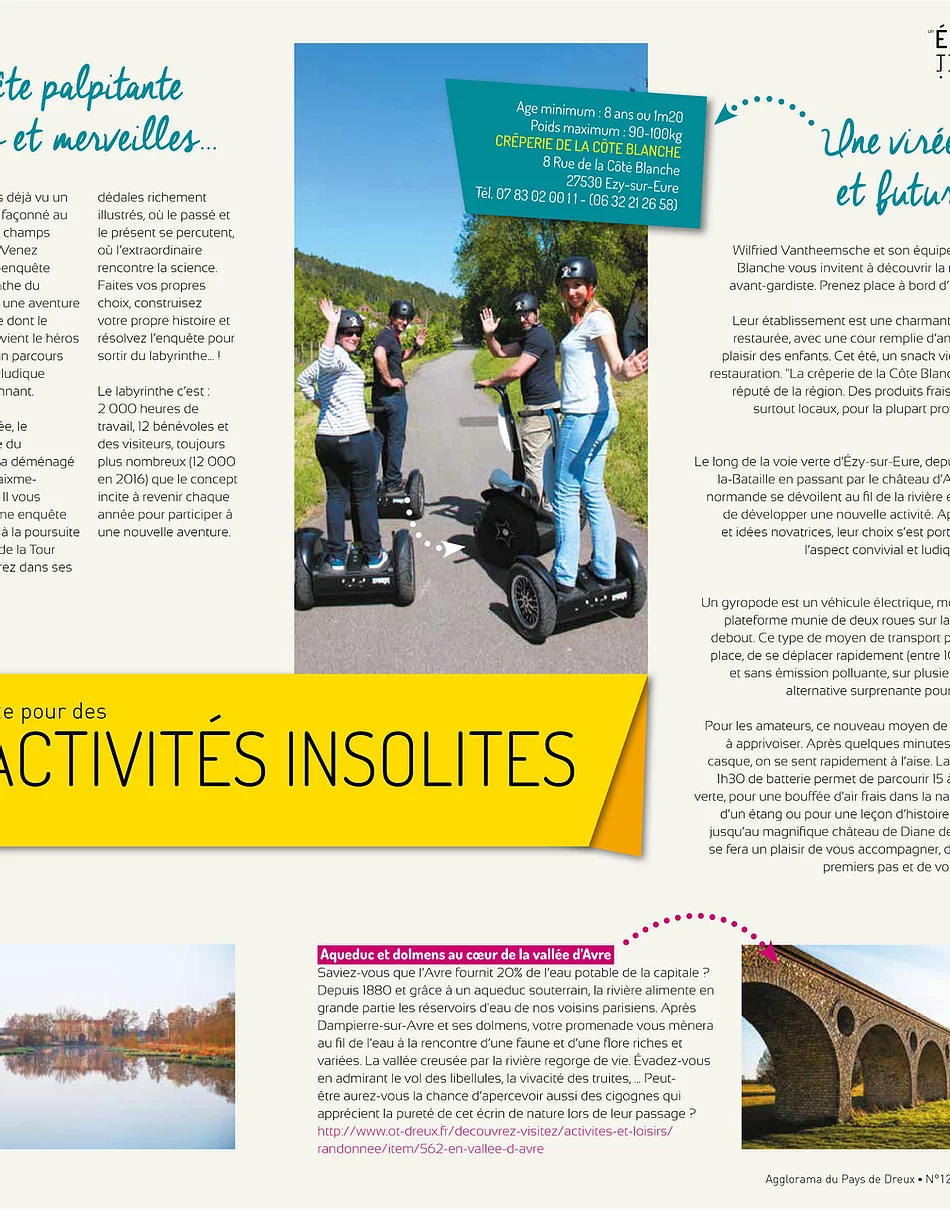 ête palpitante
et merveilles...
s déjà vu un
façonné au
champs
Venez
enquête
nthe du
une aventure
e dont le
vient le héros
n parcours
ludique
nnant.
ée, le
e du
sa déménagé
aixme-
Il vous
ne enquête
à la poursuite
de la Tour
rez dans ses
dédales richement
illustrés, où le passé et
le présent se percutent,
où l'extraordinaire
rencontre la science.
Faites vos propres
choix, construisez
votre propre histoire et
résolvez l'enquête pour
sortir du labyrinthe... !
Le labyrinthe c'est :
2 000 heures de
travail, 12 bénévoles et
des visiteurs, toujours
plus nombreux (12 000
en 2016) que le concept
incite à revenir chaque
année pour participer à
une nouvelle aventure.
Age minimum : 8 ans ou 1m20
Poids maximum : 90-100kg
CRÊPERIE DE LA CÔTE BLANCHE
8 Rue de la Côté Blanche
27530 Ezy-sur-Eure
Tél. 07 83 02 00 11 - (06 32 21 26 58)
un
É
Une virée
et futur
Wilfried Vantheemsche et son équipe
Blanche vous invitent à découvrir la
avant-gardiste. Prenez place à bord d'
Leur établissement est une charmant
restaurée, avec une cour remplie d'an
plaisir des enfants. Cet été, un snack vi
restauration. "La crêperie de la Côte Blanc
réputé de la région. Des produits frais
surtout locaux, pour la plupart pro
Le long de la voie verte d'Ézy-sur-Eure, depu
la-Bataille en passant par le château d'A
normande se dévoilent au fil de la rivière e
de développer une nouvelle activité. Ap
et idées novatrices, leur choix s'est port
l'aspect convivial et ludiq
Un gyropode est un véhicule électrique, mo
plateforme munie de deux roues sur la
debout. Ce type de moyen de transport p
place, de se déplacer rapidement (entre 10
et sans émission polluante, sur plusie
alternative surprenante pour
Pour les amateurs, ce nouveau moyen de
à apprivoiser. Après quelques minutes
casque, on se sent rapidement à l'aise. La
1h30 de batterie permet de parcourir 15 à
verte, pour une bouffée d'air frais dans la na
d'un étang ou pour une leçon d'histoire
jusqu'au magnifique château de Diane de
se fera un plaisir de vous accompagner, d
premiers pas et de vo
te pour des
ACTIVITÉS INSOLITES
Aqueduc et dolmens au cœur de la vallée d'Avre
Saviez-vous que l'Avre fournit 20% de l'eau potable de la capitale ?
Depuis 1880 et grâce à un aqueduc souterrain, la rivière alimente en
grande partie les réservoirs d'eau de nos voisins parisiens. Après
Dampierre-sur-Avre et ses dolmens, votre promenade vous mènera
au fil de l'eau à la rencontre d'une faune et d'une flore riches et
variées. La vallée creusée par la rivière regorge de vie. Évadez-vous
en admirant le vol des libellules, la vivacité des truites, ... Peut-
être aurez-vous la chance d'apercevoir aussi des cigognes qui
apprécient la pureté de cet écrin de nature lors de leur passage ?
http://www.ot-dreux.fr/decouvrez-visitez/activites-et-loisirs/
randonnee/item/562-en-vallee-d-avre
Agglorama du Pays de Dreux • N°12